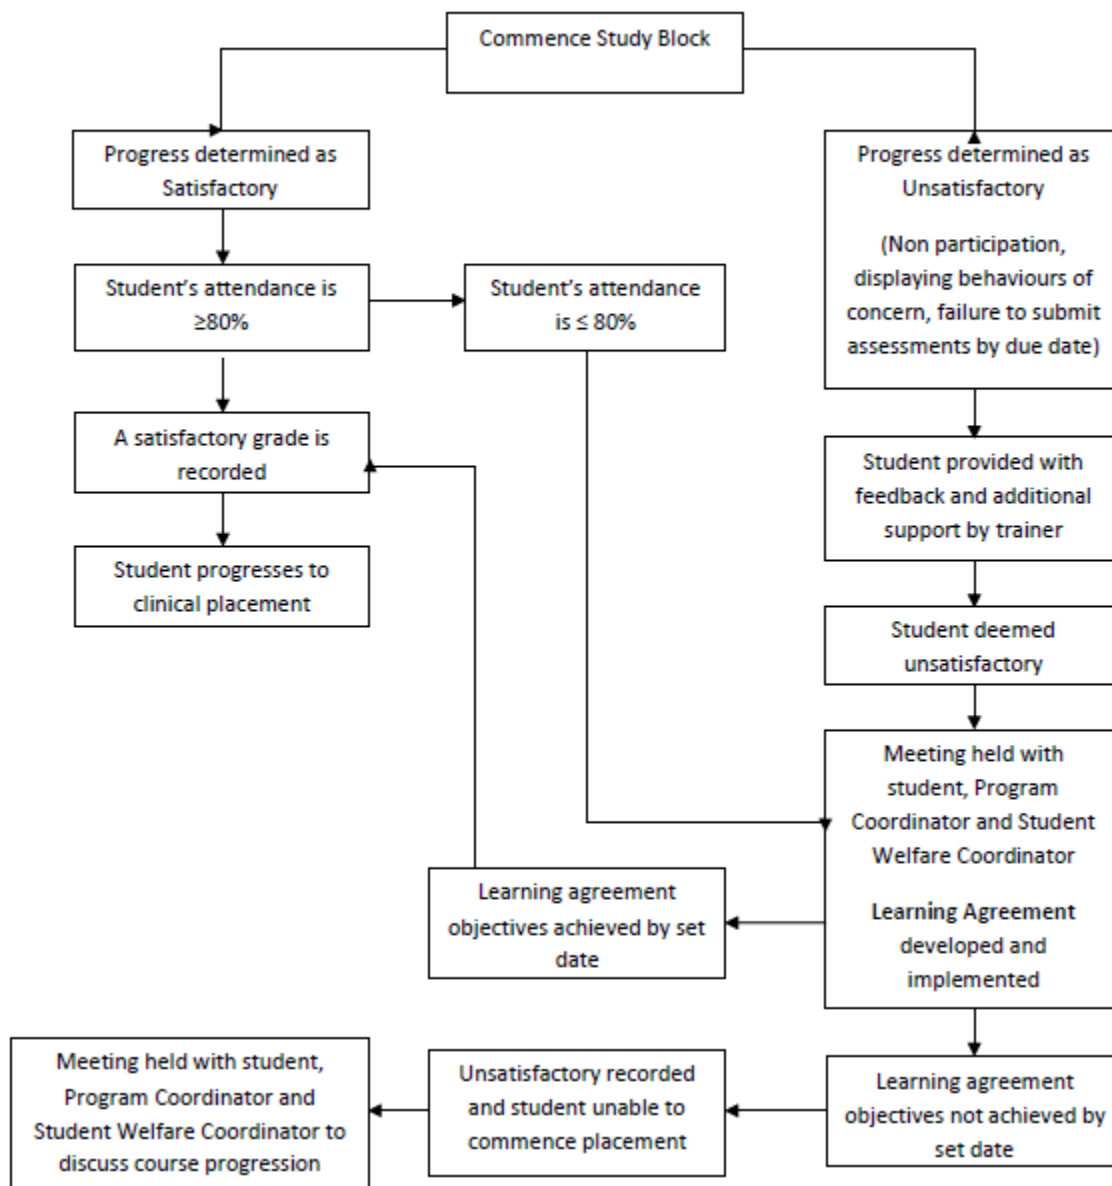 Commence Study Block
Progress determined as
Satisfactory
Progress determined as
Unsatisfactory
(Non participation,
displaying behaviours of
concern, failure to submit
assessments by due date)
Student's attendance is
≥80%
Student's attendance
is ≤ 80%
A satisfactory grade is
recorded
Student provided with
feedback and additional
support by trainer
Student progresses to
clinical placement
Student deemed
unsatisfactory
Meeting held with
student, Program
Coordinator and Student
Welfare Coordinator
Learning Agreement
developed and
implemented
Learning agreement
objectives achieved by set
date
Learning agreement
objectives not achieved by
set date
Unsatisfactory recorded
and student unable to
commence placement
Meeting held with student,
Program Coordinator and
Student Welfare Coordinator to
discuss course progression